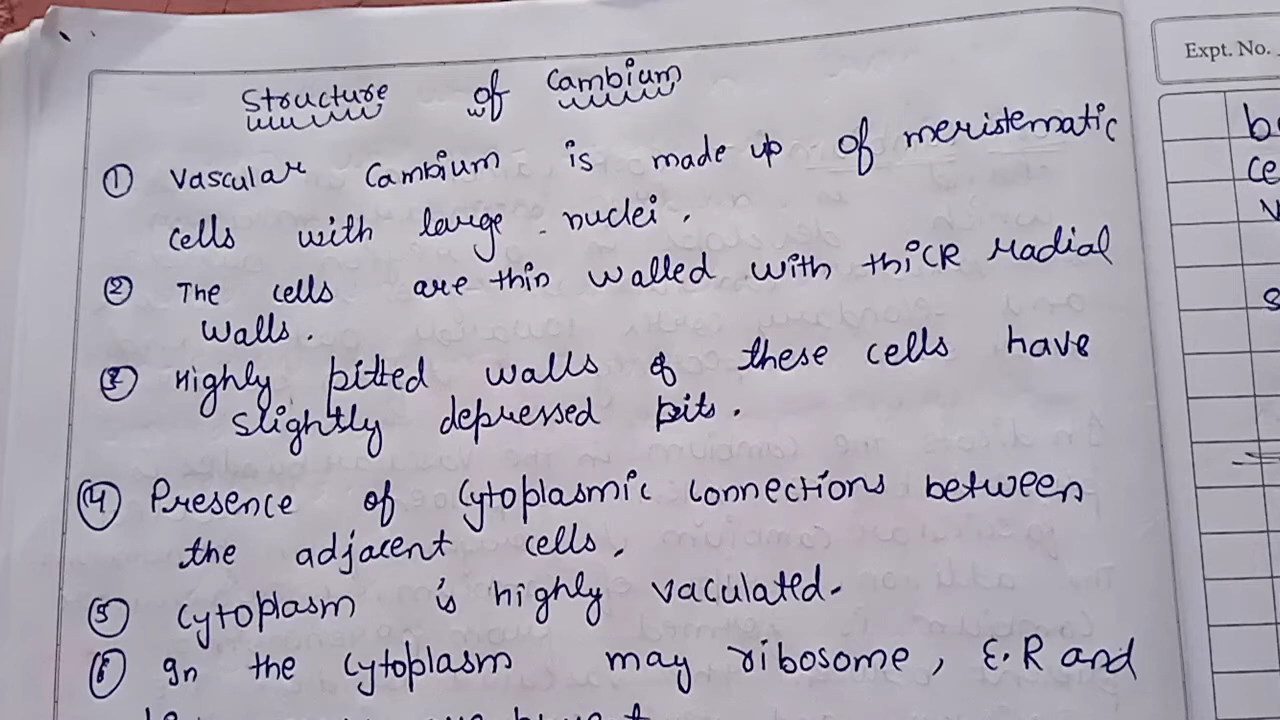 Structure of Cambium
① Vascular Cambium is made up of meristematic
cells with large nuclei.
② The cells are thin walled with thick radial
walls.
③ Highly pitted walls of these cells have
slightly depressed pits.
④ Presence of Cytoplasmic connections between
the adjacent cells.
⑤ Cytoplasm is highly vaculated.
⑥ In the Cytoplasm may ribosome, E.R and
Expt. No.